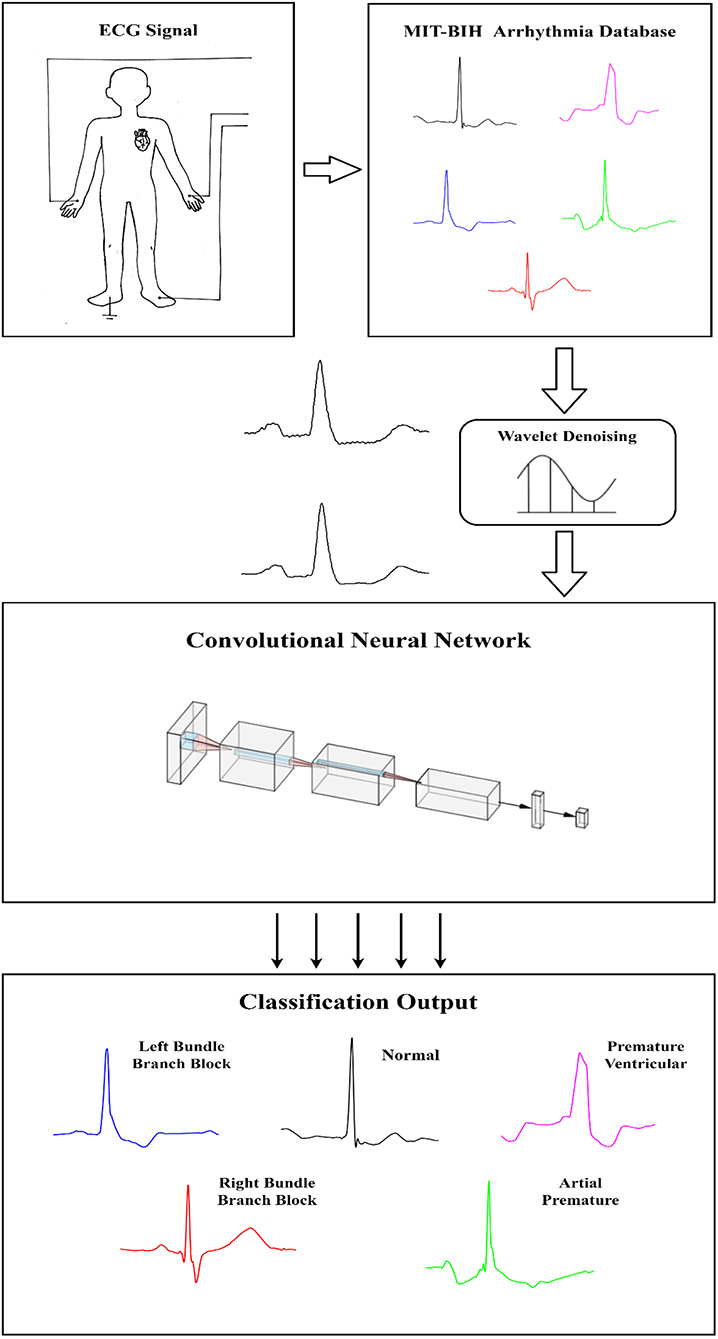 ECG Signal
MIT-BIH Arrhythmia Database
Wavelet Denoising
Convolutional Neural Network
Classification Output
Left Bundle
Branch Block
Normal
Premature
Ventricular
Right Bundle
Branch Block
Artial
Premature